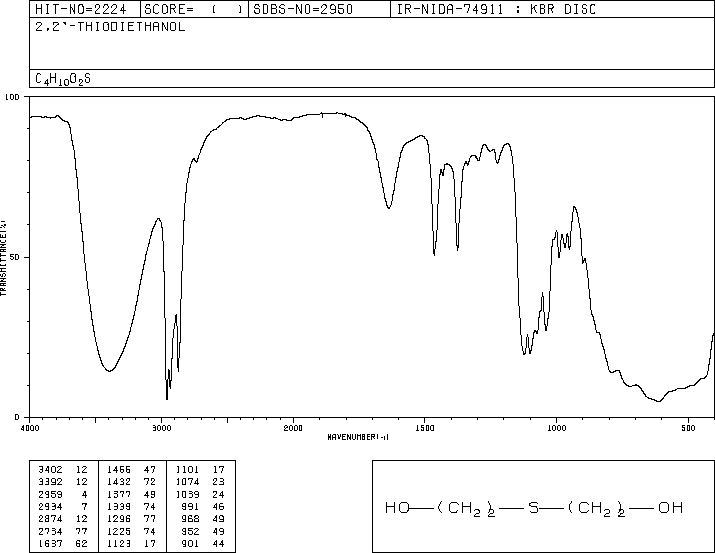 HIT-NO=2224 SCORE= ( ) SDBS-NO=2950 IR-NIDA-74911 : KBR DISC
2,2'-THIODIETHANOL
C4H10O2S
100
50
0
TRANSMITTANCE(%)
4000 3000 2000 1500 1000 500
WAVENUMBER(-1)
3402 12 1466 47 1101 17
3392 12 1432 72 1074 23
2959 4 1377 49 1039 24
2934 7 1339 74 991 46
2874 12 1296 77 968 49
2734 77 1225 74 952 49
1637 62 1123 17 901 44
HO—(CH2)2—S—(CH2)2—OH